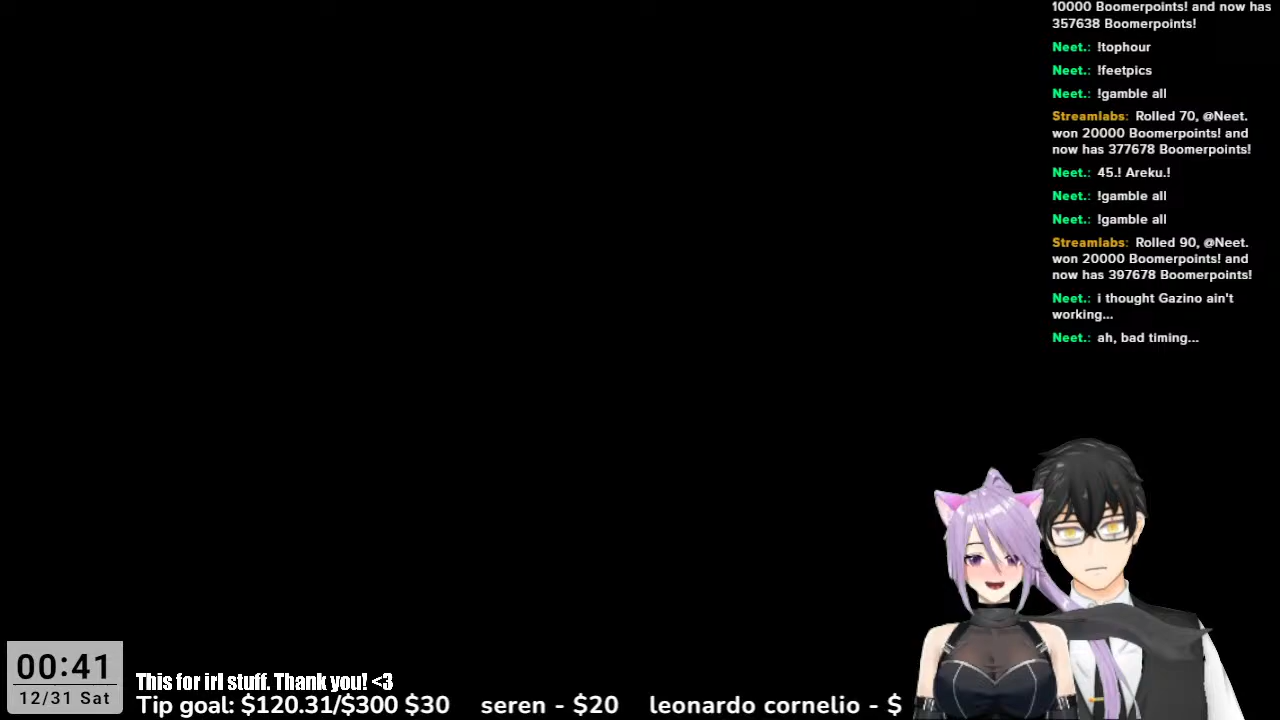 10000 Boomerpoints! and now has
357638 Boomerpoints!
Neet.: !tophour
Neet.: !feetpics
Neet.: !gamble all
Streamlabs: Rolled 70, @Neet.
won 20000 Boomerpoints! and
now has 377678 Boomerpoints!
Neet.: 45.! Areku.!
Neet.: !gamble all
Neet.: !gamble all
Streamlabs: Rolled 90, @Neet.
won 20000 Boomerpoints! and
now has 397678 Boomerpoints!
Neet.: i thought Gazino ain't
working...
Neet.: ah, bad timing...
00:41
12/31 Sat
This for irl stuff. Thank you! <3
Tip goal: $120.31/$300 $30 seren - $20 leonardo cornelio - $